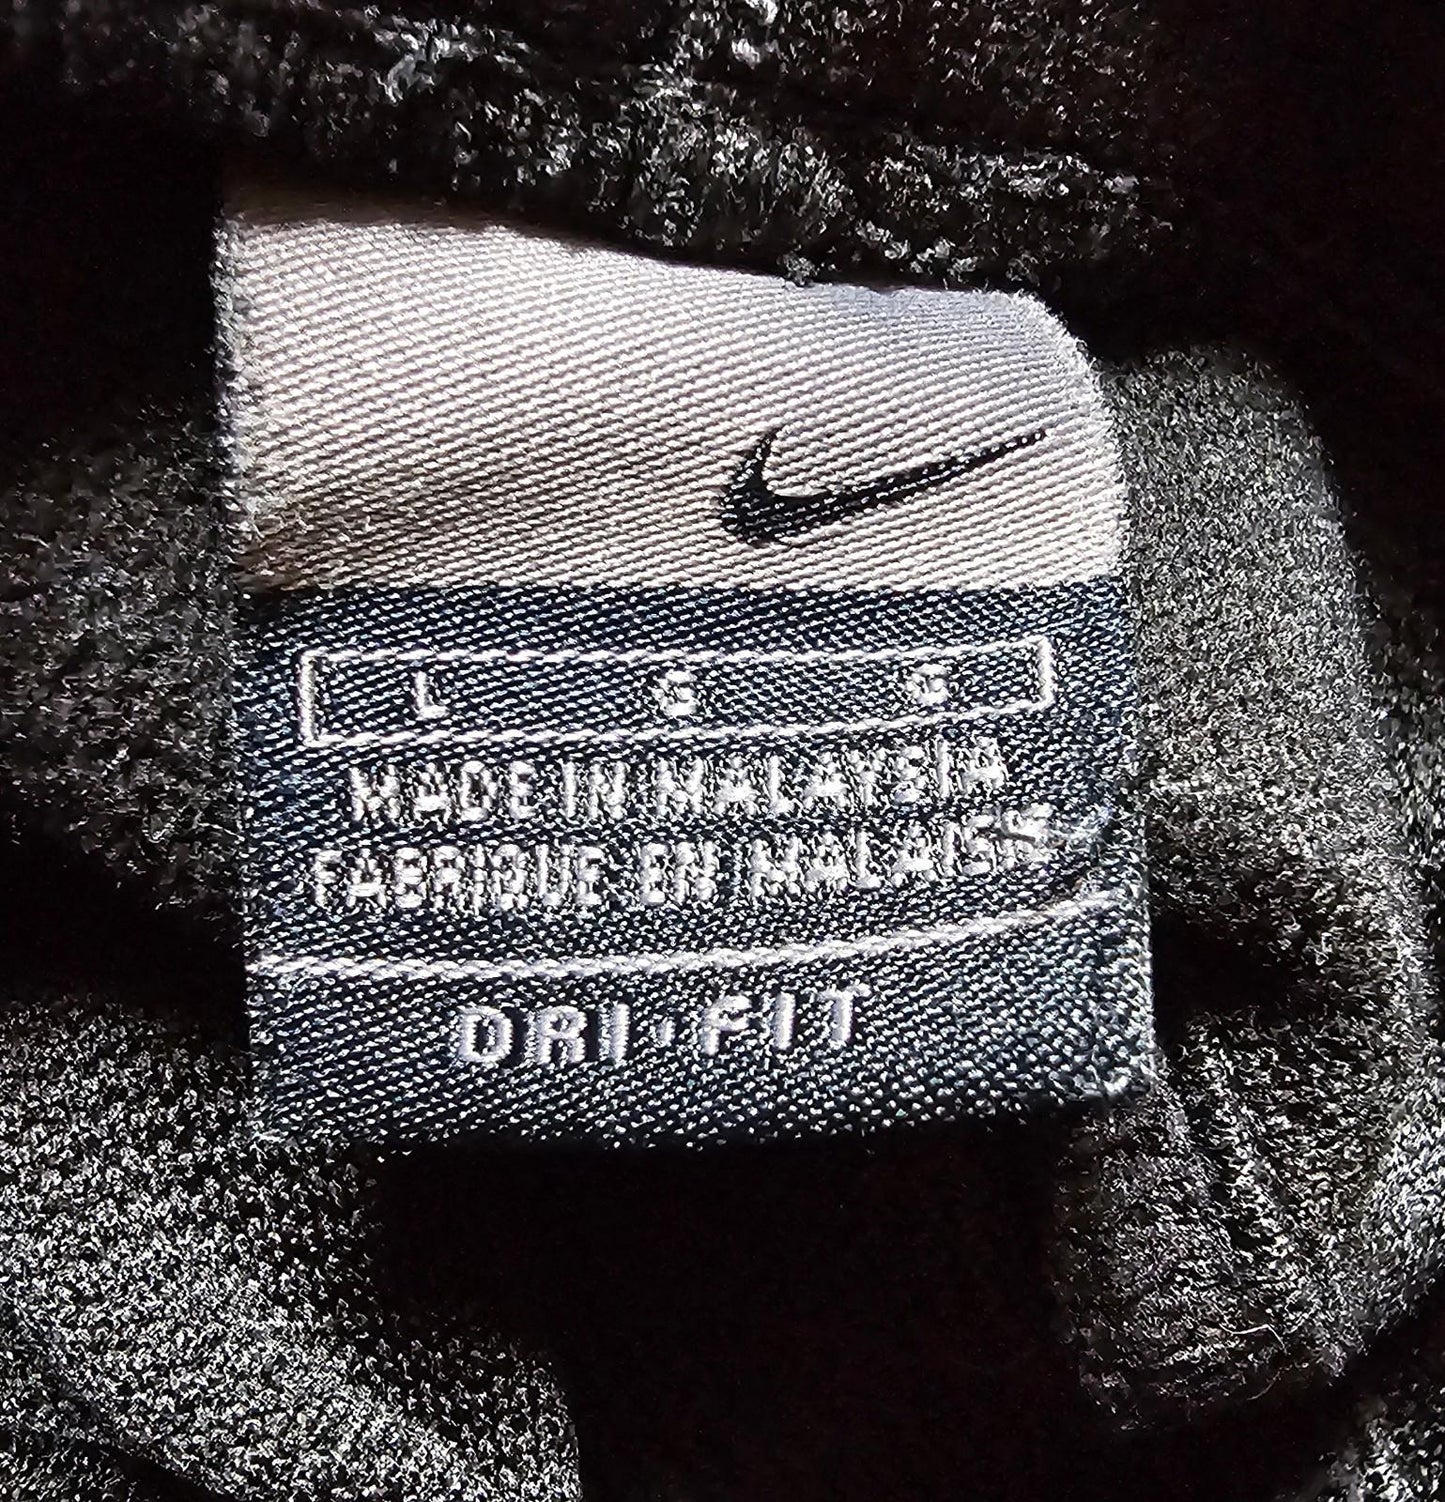 L G G
MADE IN MALAYSIA
FABRIQUE EN MALAISIE
DRI·FIT